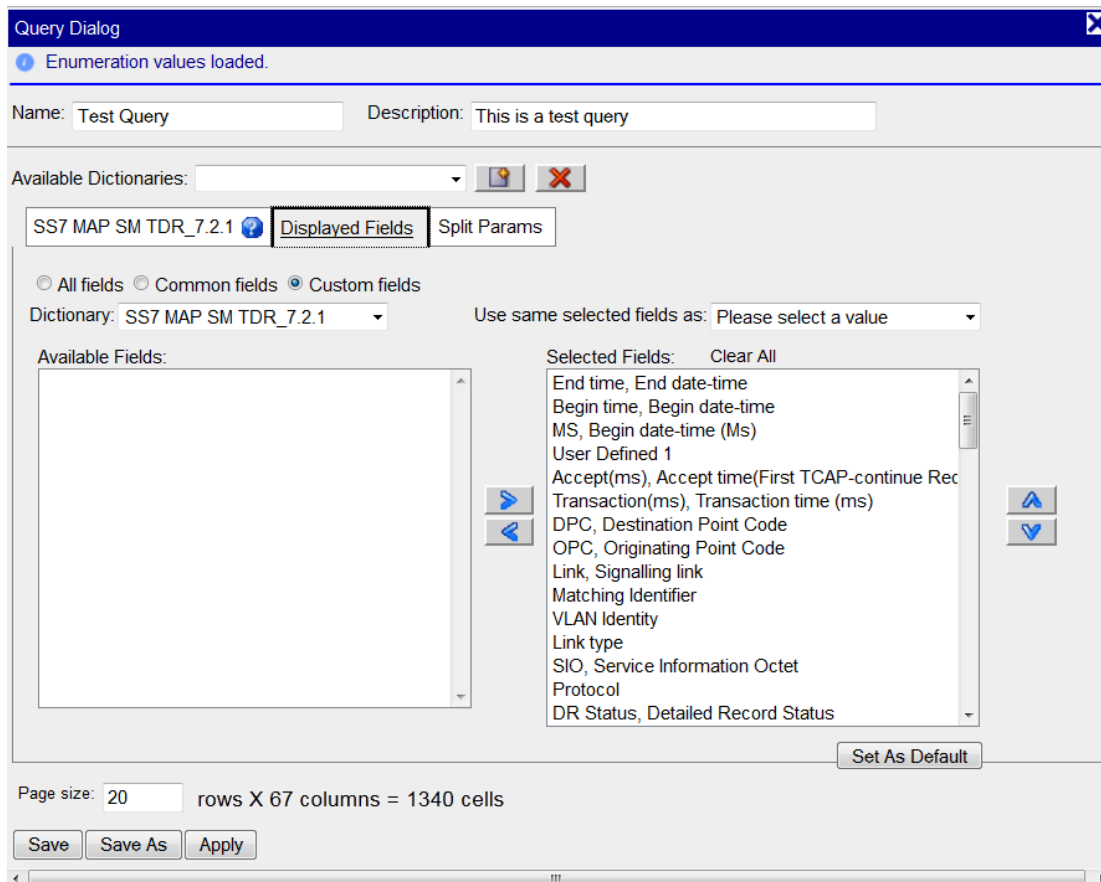 Query Dialog
Enumeration values loaded.
Name: Test Query Description: This is a test query
Available Dictionaries:
SS7 MAP SM TDR_7.2.1 Displayed Fields Split Params
All fields Common fields Custom fields
Dictionary: SS7 MAP SM TDR_7.2.1 Use same selected fields as: Please select a value
Available Fields: Selected Fields: Clear All
End time, End date-time
Begin time, Begin date-time
MS, Begin date-time (Ms)
User Defined 1
Accept(ms), Accept time(First TCAP-continue Rec
Transaction(ms), Transaction time (ms)
DPC, Destination Point Code
OPC, Originating Point Code
Link, Signalling link
Matching Identifier
VLAN Identity
Link type
SIO, Service Information Octet
Protocol
DR Status, Detailed Record Status
Set As Default
Page size: 20 rows X 67 columns = 1340 cells
Save Save As Apply